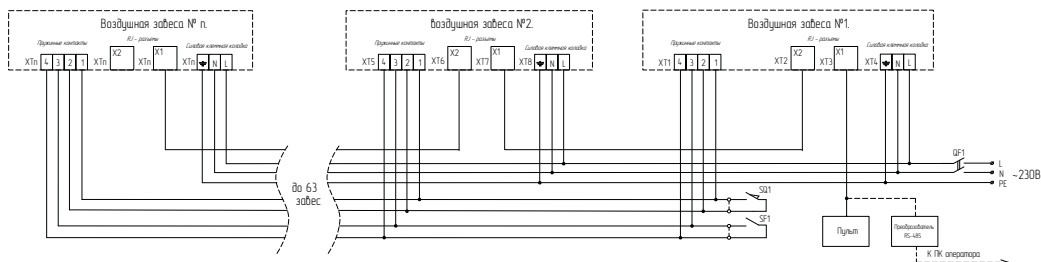 Воздушная завеса № n.
Пружинные контакты
RJ - разъемы
Силовая клеммная колодка
XTn 4 3 2 1 XTn X2 XTn X1 XTn N L
воздушная завеса №2.
Пружинные контакты
RJ - разъемы
Силовая клеммная колодка
XT5 4 3 2 1 XT6 X2 XT7 X1 XT8 N L
Воздушная завеса №1.
Пружинные контакты
RJ - разъемы
Силовая клеммная колодка
XT1 4 3 2 1 XT2 X2 XT3 X1 XT4 N L
QF1
L
N
PE
~230В
до 63
завес
SQ1
SF1
Пульт
Преобразователь
RS-485
К ПК оператора